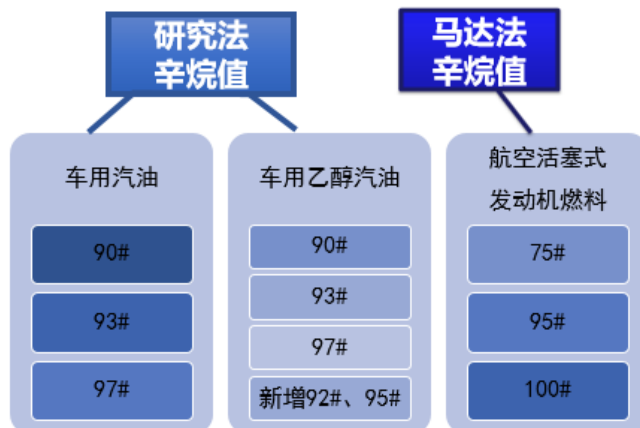 研究法
辛烷值
马达法
辛烷值
车用汽油
90#
93#
97#
车用乙醇汽油
90#
93#
97#
新增92#、95#
航空活塞式
发动机燃料
75#
95#
100#